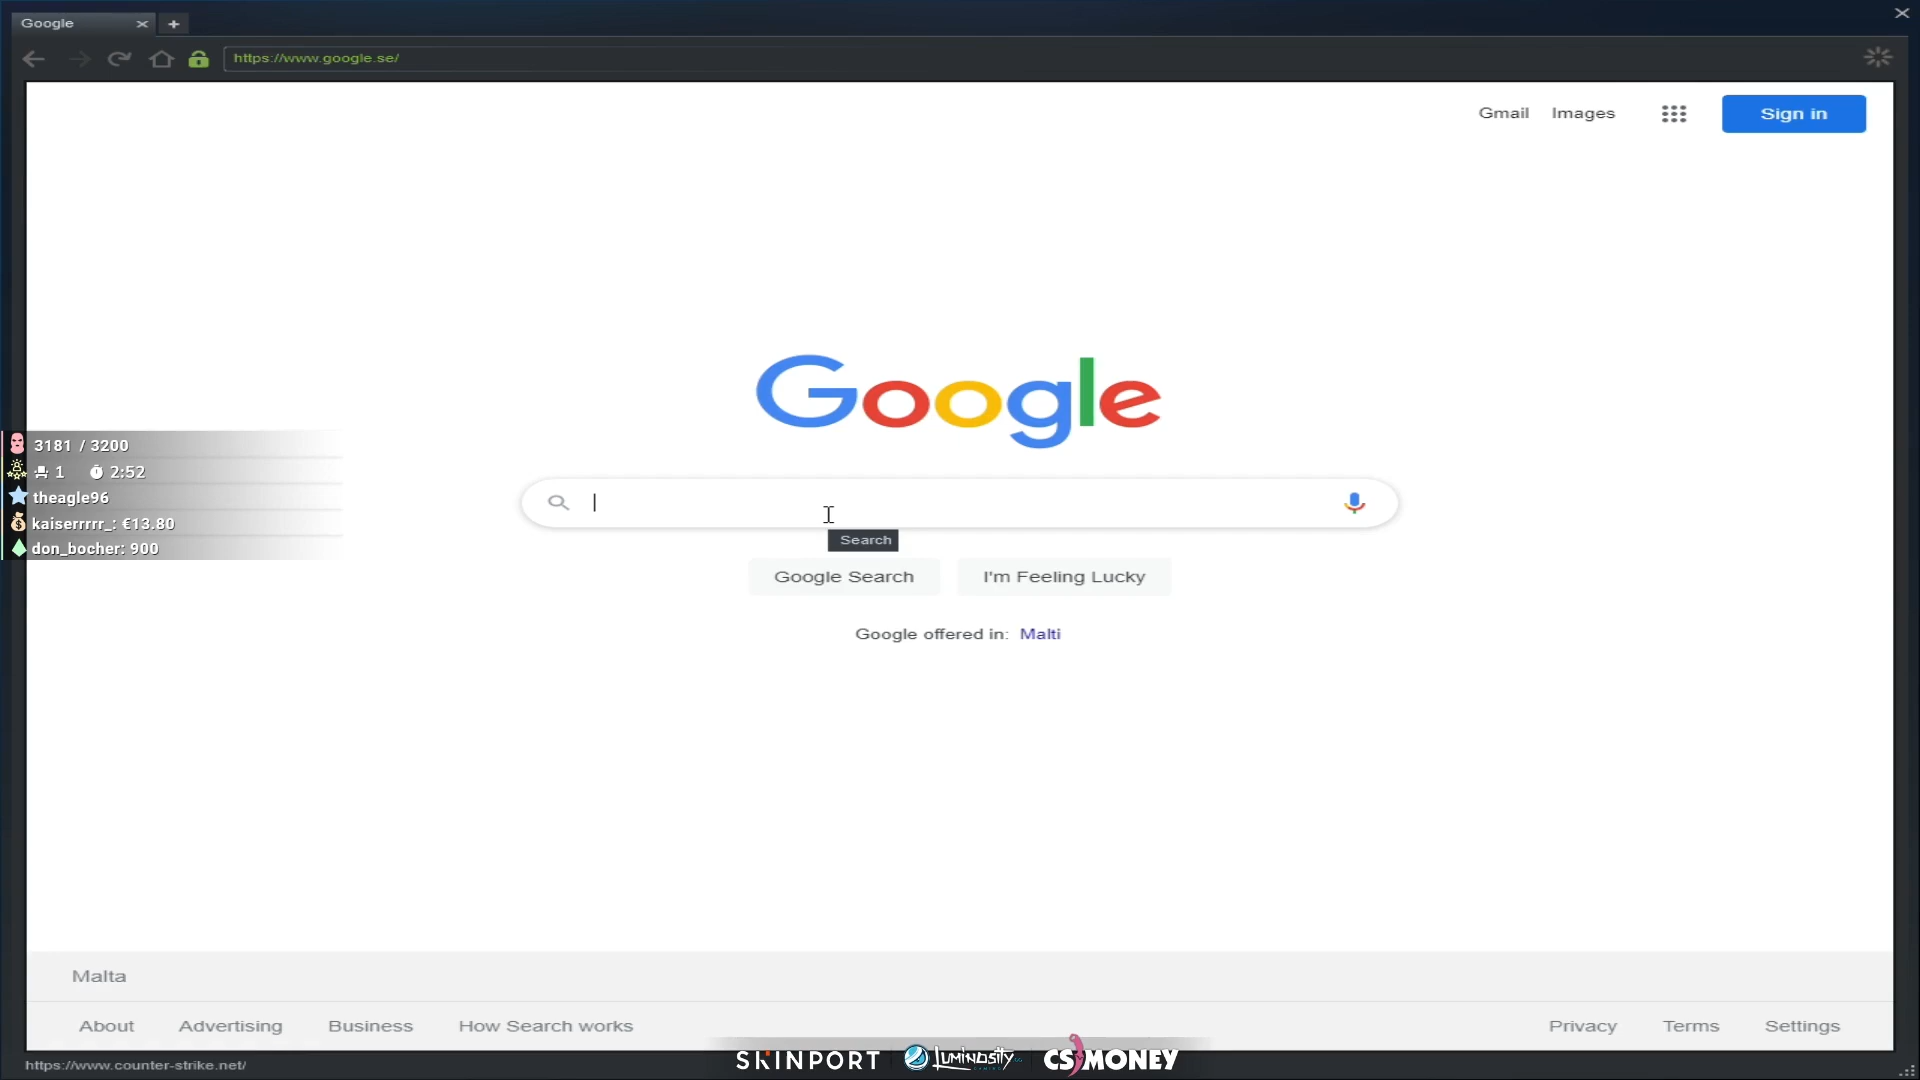 Google
https://www.google.se/
Gmail Images Sign in
Google
3181 / 3200
1 2:52
theagle96
kaiserrrrr_: €13.80
don_bocher: 900
Search
Google Search I'm Feeling Lucky
Google offered in: Malti
Malta
About Advertising Business How Search works
Privacy Terms Settings
https://www.counter-strike.net/
SKINPORT LUMINOSITY CS MONEY